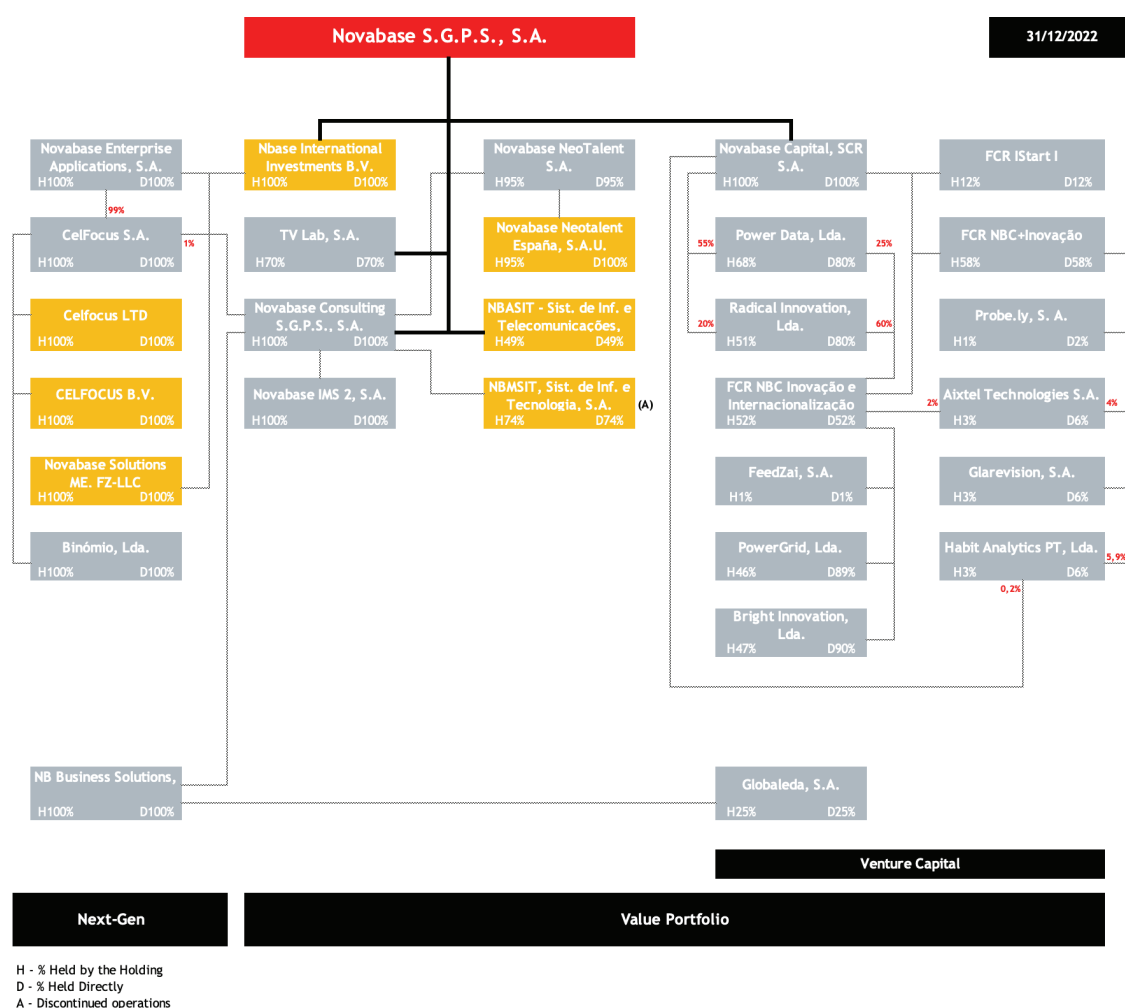 Novabase S.G.P.S., S.A.
31/12/2022
Novabase Enterprise
Applications, S.A.
H100% D100%
99%
Nbase International
Investments B.V.
H100% D100%
Novabase NeoTalent
S.A.
H95% D95%
Novabase Capital, SCR
S.A.
H100% D100%
FCR IStart I
H12% D12%
CelFocus S.A.
H100% D100%
1%
TV Lab, S.A.
H70% D70%
Novabase Neotalent
España, S.A.U.
H95% D100%
55%
Power Data, Lda.
H68% D80%
25%
FCR NBC+Inovação
H58% D58%
Celfocus LTD
H100% D100%
Novabase Consulting
S.G.P.S., S.A.
H100% D100%
NBASIT - Sist. de Inf. e
Telecomunicações,
H49% D49%
20%
Radical Innovation,
Lda.
H51% D80%
60%
Probe.ly, S. A.
H1% D2%
CELFOCUS B.V.
H100% D100%
Novabase IMS 2, S.A.
H100% D100%
NBMSIT, Sist. de Inf. e
Tecnologia, S.A.
H74% D74%
(A)
FCR NBC Inovação e
Internacionalização
H52% D52%
2%
Aixtel Technologies S.A.
H3% D6%
4%
Novabase Solutions
ME. FZ-LLC
H100% D100%
FeedZai, S.A.
H1% D1%
Glarevision, S.A.
H3% D6%
Binómio, Lda.
H100% D100%
PowerGrid, Lda.
H46% D89%
Habit Analytics PT, Lda.
H3% D6%
5,9%
0,2%
Bright Innovation,
Lda.
H47% D90%
NB Business Solutions,
H100% D100%
Globaleda, S.A.
H25% D25%
Venture Capital
Next-Gen
Value Portfolio
H - % Held by the Holding
D - % Held Directly
A - Discontinued operations